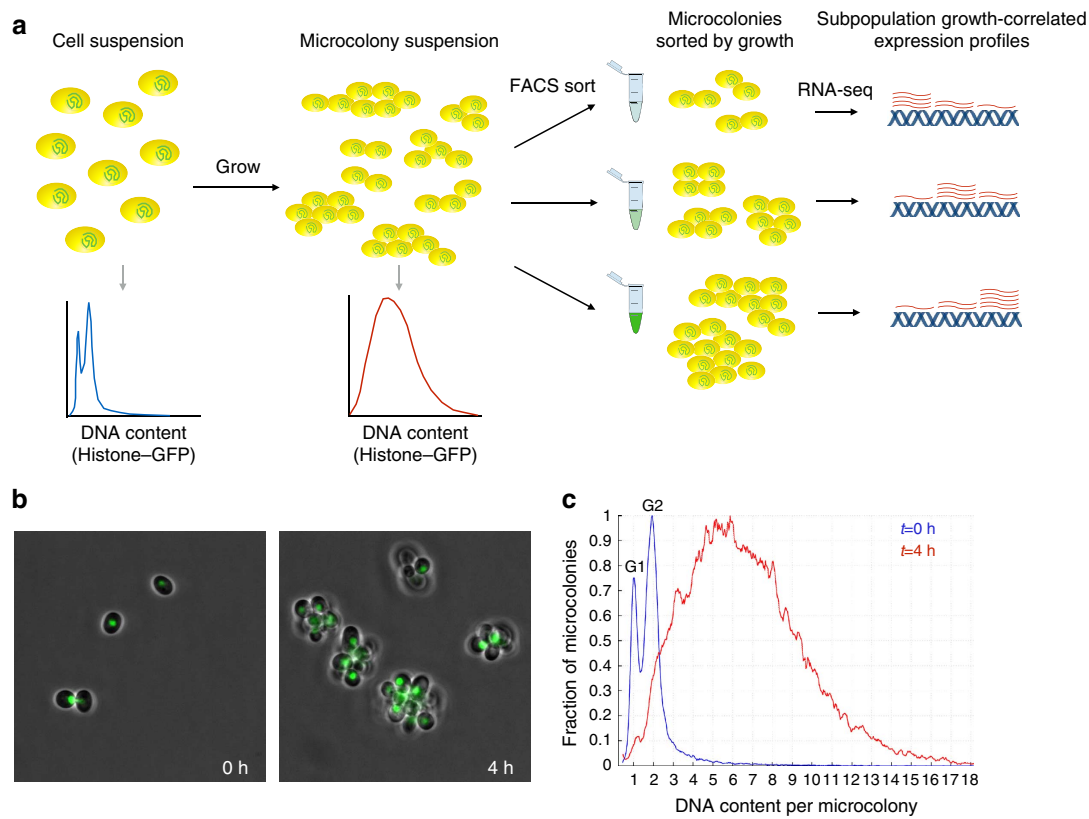 a
Cell suspension
Microcolony suspension
Microcolonies
sorted by growth
Subpopulation growth-correlated
expression profiles
Grow
FACS sort
RNA-seq
DNA content
(Histone–GFP)
DNA content
(Histone–GFP)
b
0 h
4 h
c
G2
G1
t=0 h
t=4 h
1
0.9
0.8
0.7
0.6
0.5
0.4
0.3
0.2
0.1
0
Fraction of microcolonies
1 2 3 4 5 6 7 8 9 10 11 12 13 14 15 16 17 18
DNA content per microcolony